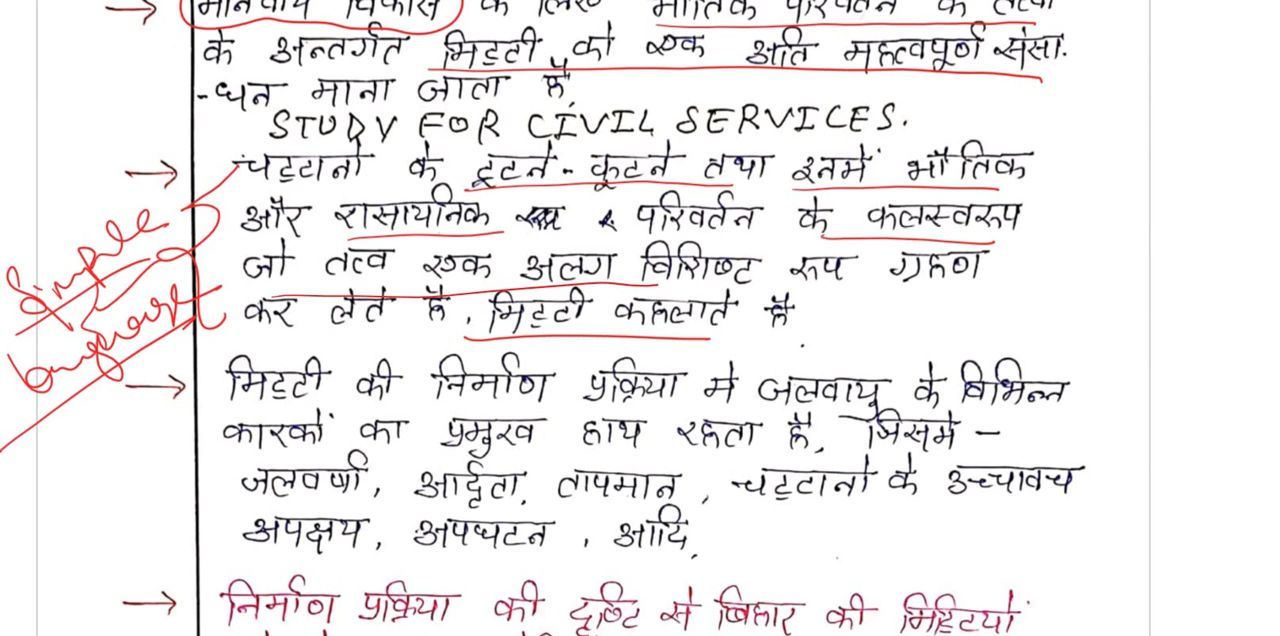 मानवीय विकास के लिए भौतिक परिवर्तन के तत्वो
के अन्तर्गत मिट्टी को एक अति महत्वपूर्ण संसा-
-धन माना जाता है,
STUDY FOR CIVIL SERVICES.
चट्टानो के टूटने-फूटने तथा इनमें भौतिक
और रासायनिक परिवर्तन के फलस्वरूप
जो तत्व एक अलग विशिष्ट रूप ग्रहण
कर लेते है, मिट्टी कहलाते है
Simple
मिट्टी की निर्माण प्रक्रिया मे जलवायु के विभिन्न
कारकों का प्रमुख हाथ रहता है, जिसमे -
जलवर्षा, आर्द्रता, तापमान, चट्टानो के उच्चावच
अपक्षय, अपघटन, आदि,
निर्माण प्रक्रिया की दृष्टि से बिहार की मिट्टियो